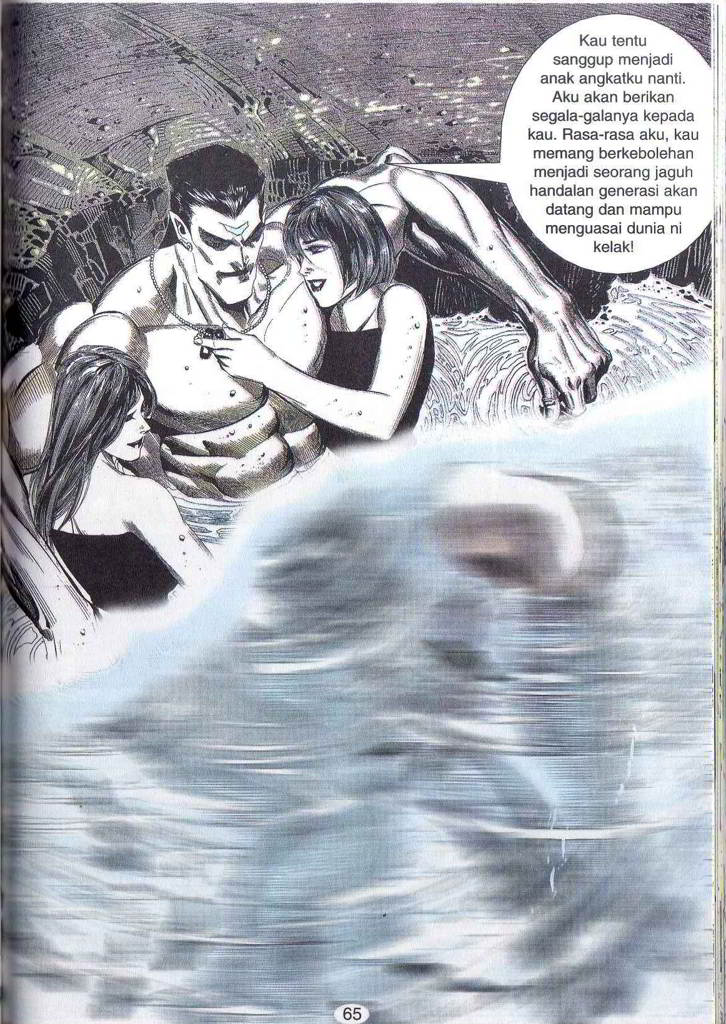 Kau tentu
sanggup menjadi
anak angkatku nanti.
Aku akan berikan
segala-galanya kepada
kau. Rasa-rasa aku, kau
memang berkebolehan
menjadi seorang jaguh
handalan generasi akan
datang dan mampu
menguasai dunia ni
kelak!
65